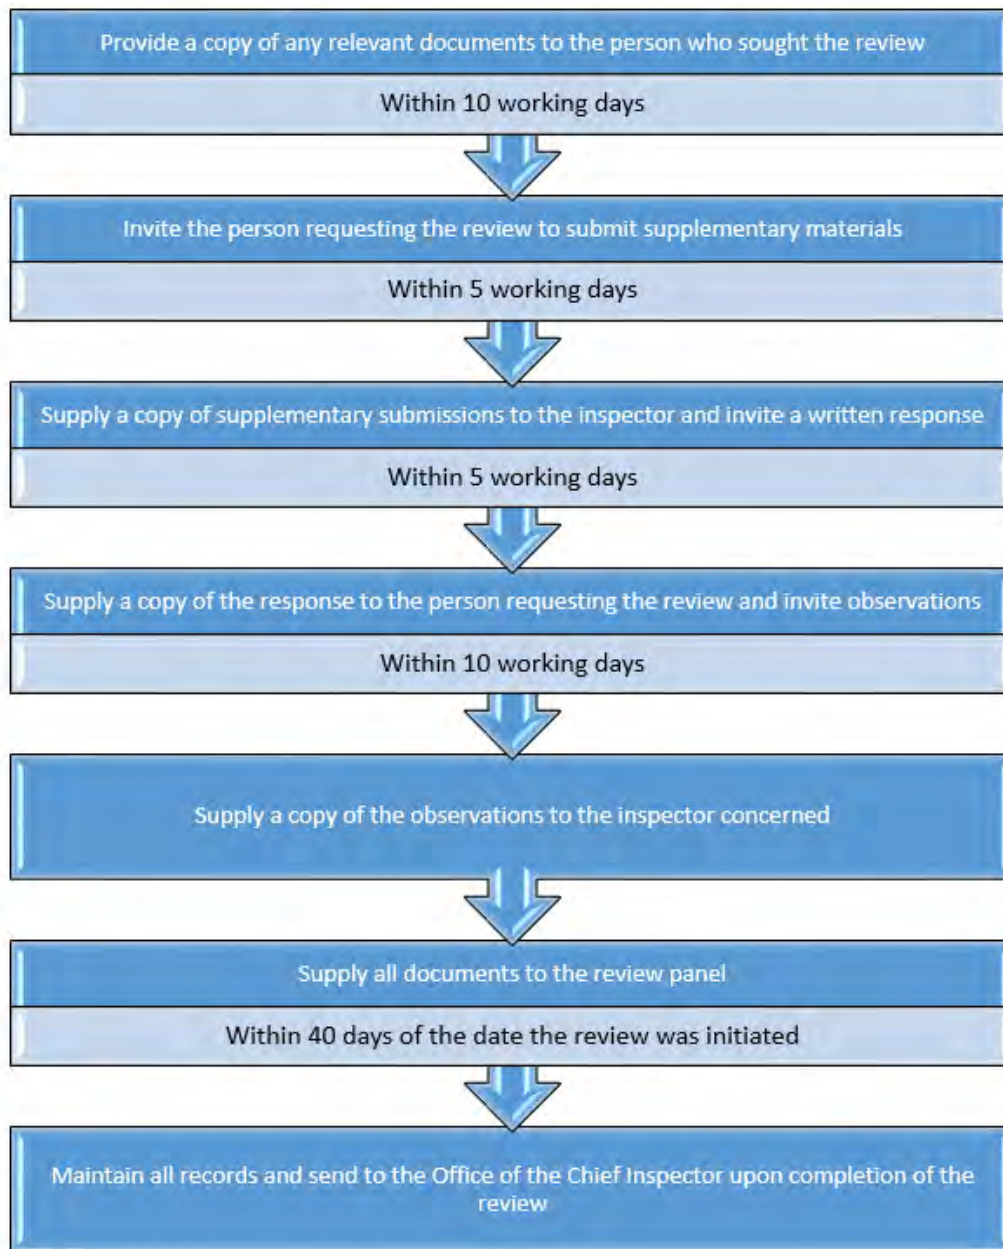 Provide a copy of any relevant documents to the person who sought the review
Within 10 working days
Invite the person requesting the review to submit supplementary materials
Within 5 working days
Supply a copy of supplementary submissions to the inspector and invite a written response
Within 5 working days
Supply a copy of the response to the person requesting the review and invite observations
Within 10 working days
Supply a copy of the observations to the inspector concerned
Supply all documents to the review panel
Within 40 days of the date the review was initiated
Maintain all records and send to the Office of the Chief Inspector upon completion of the
review